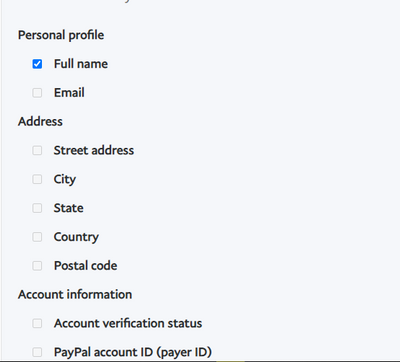 Personal profile
Full name
Email
Address
Street address
City
State
Country
Postal code
Account information
Account verification status
PayPal account ID (payer ID)